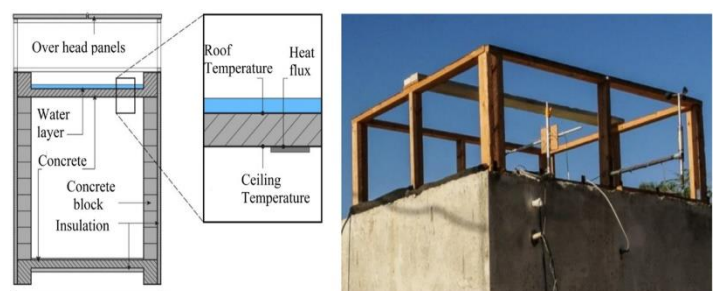 Over head panels
Water
layer
Concrete
Concrete
block
Insulation
Roof
Temperature
Heat
flux
Ceiling
Temperature